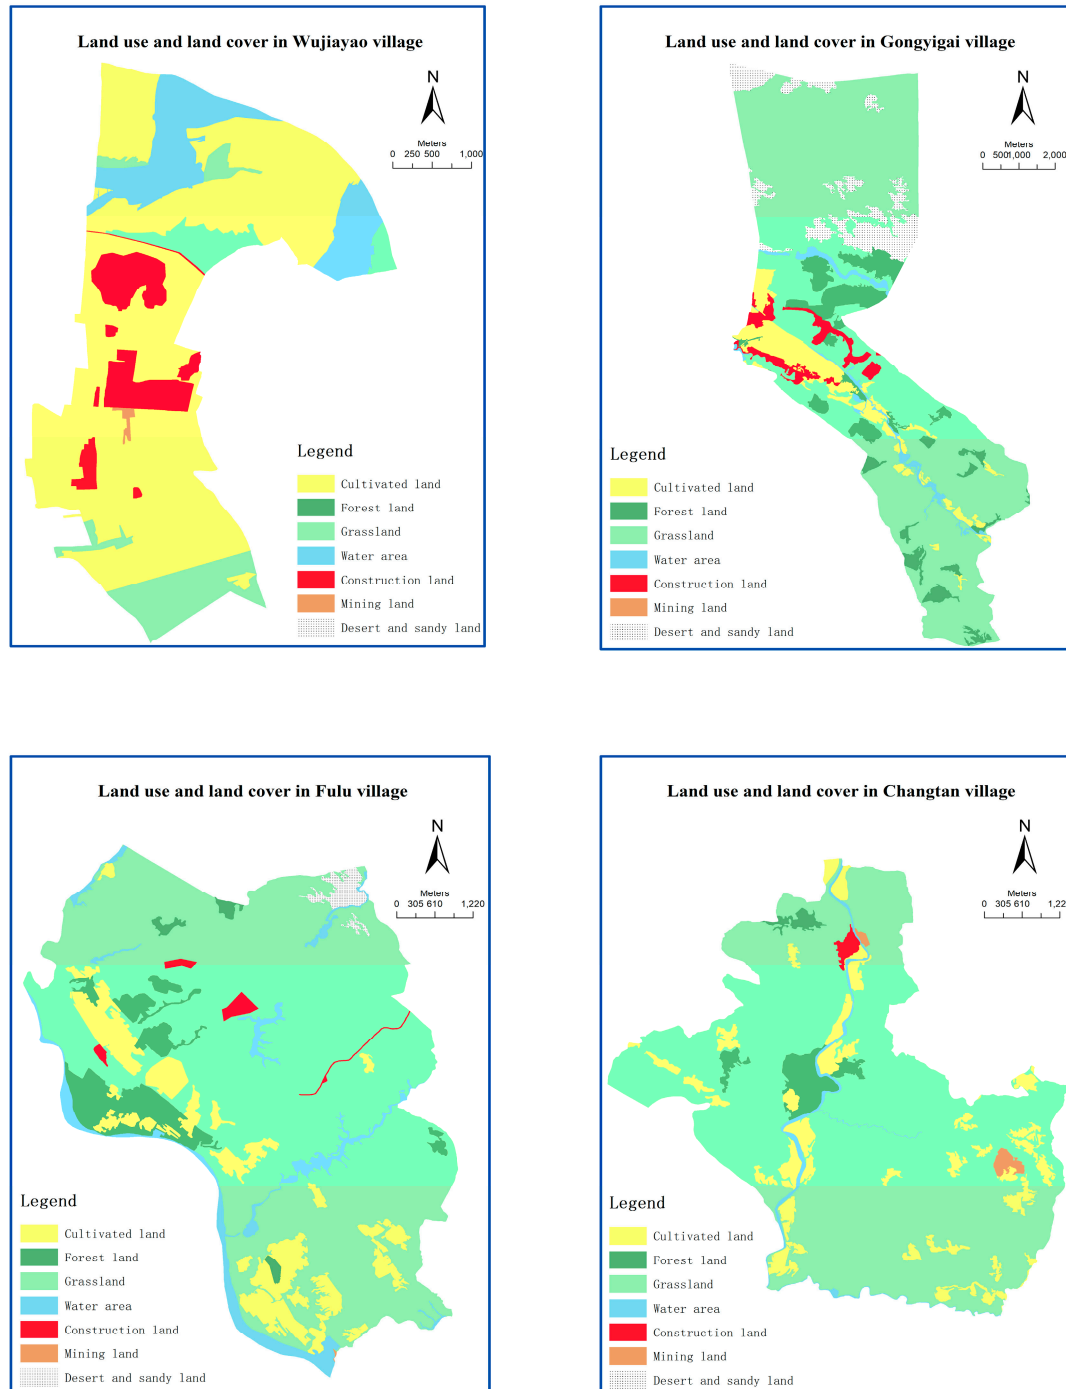 Land use and land cover in Wujiayao village
N
Meters
0 250 500 1,000
Legend
Cultivated land
Forest land
Grassland
Water area
Construction land
Mining land
Desert and sandy land
Land use and land cover in Gongyigai village
N
Meters
0 5001,000 2,000
Legend
Cultivated land
Forest land
Grassland
Water area
Construction land
Mining land
Desert and sandy land
Land use and land cover in Fulu village
N
Meters
0 305 610 1,220
Legend
Cultivated land
Forest land
Grassland
Water area
Construction land
Mining land
Desert and sandy land
Land use and land cover in Changtan village
N
Meters
0 305 610 1,22
Legend
Cultivated land
Forest land
Grassland
Water area
Construction land
Mining land
Desert and sandy land